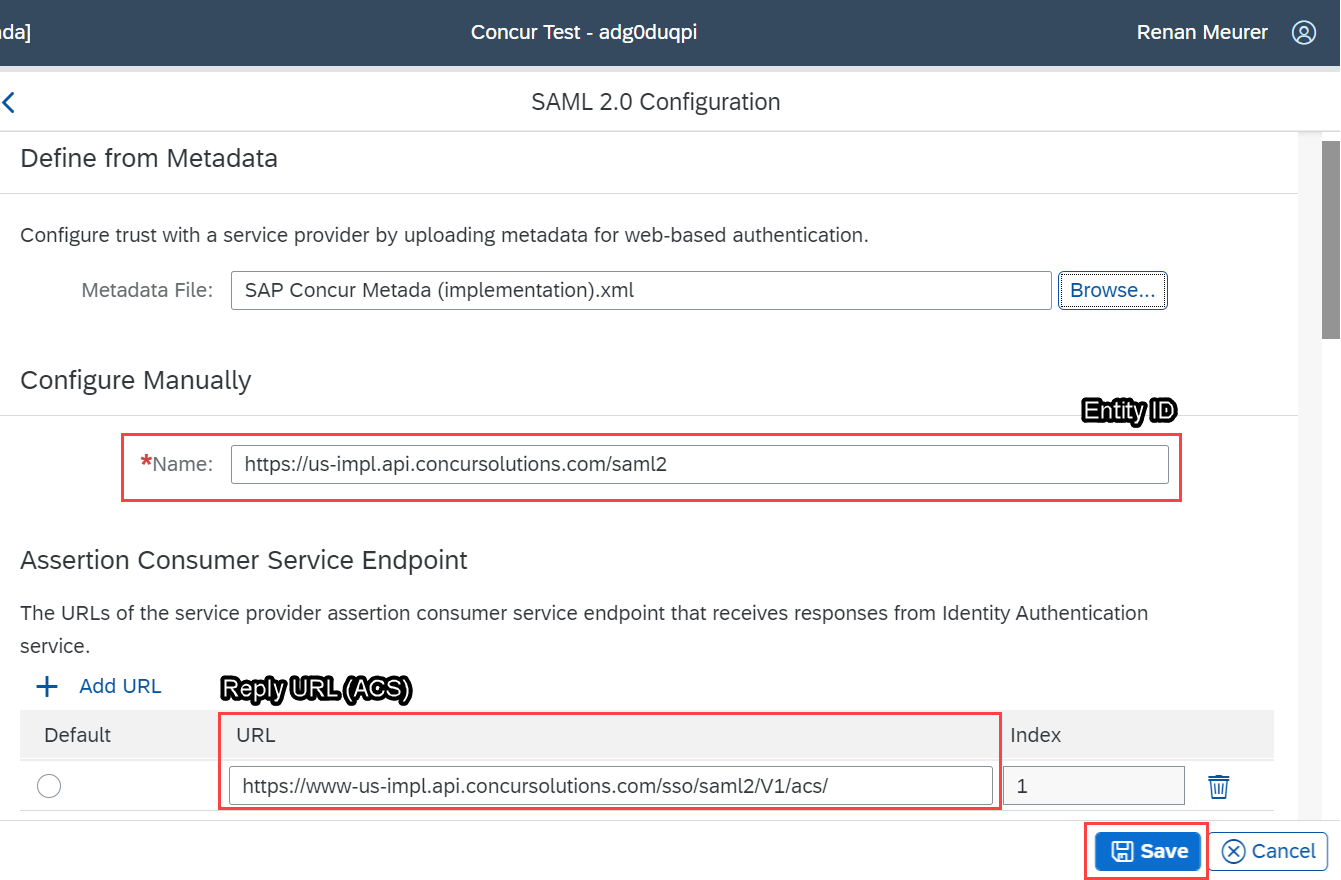 da]
Concur Test - adg0duqpi
Renan Meurer
SAML 2.0 Configuration
Define from Metadata
Configure trust with a service provider by uploading metadata for web-based authentication.
Metadata File:
SAP Concur Metada (implementation).xml
Browse...
Configure Manually
Entity ID
*Name:
https://us-impl.api.concursolutions.com/saml2
Assertion Consumer Service Endpoint
The URLs of the service provider assertion consumer service endpoint that receives responses from Identity Authentication
service.
Add URL
Reply URL (ACS)
Default URL Index
https://www-us-impl.api.concursolutions.com/sso/saml2/V1/acs/ 1
Save
Cancel